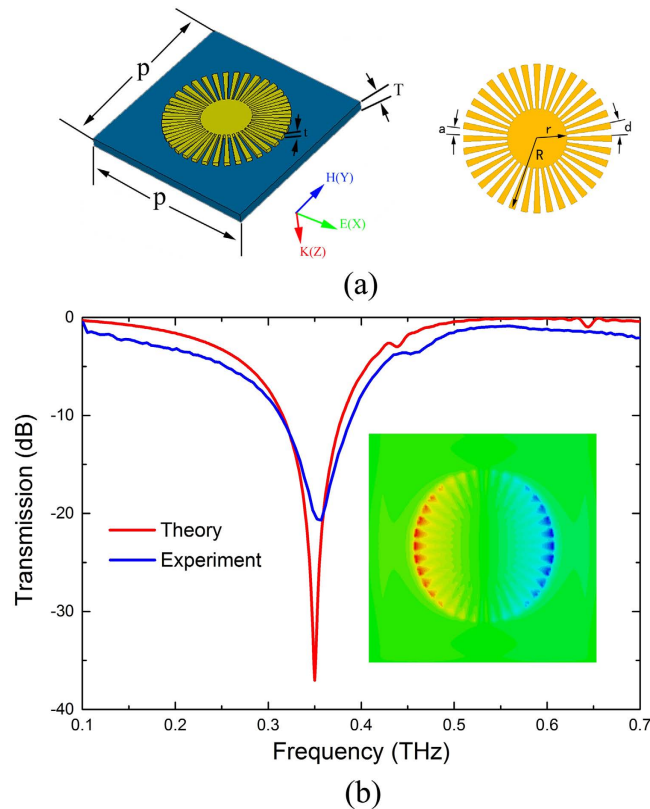 p
p
T
t
H(Y)
E(X)
K(Z)
a
r
d
R
(a)
0
-10
-20
-30
-40
Transmission (dB)
Theory
Experiment
0.1 0.2 0.3 0.4 0.5 0.6 0.7
Frequency (THz)
(b)